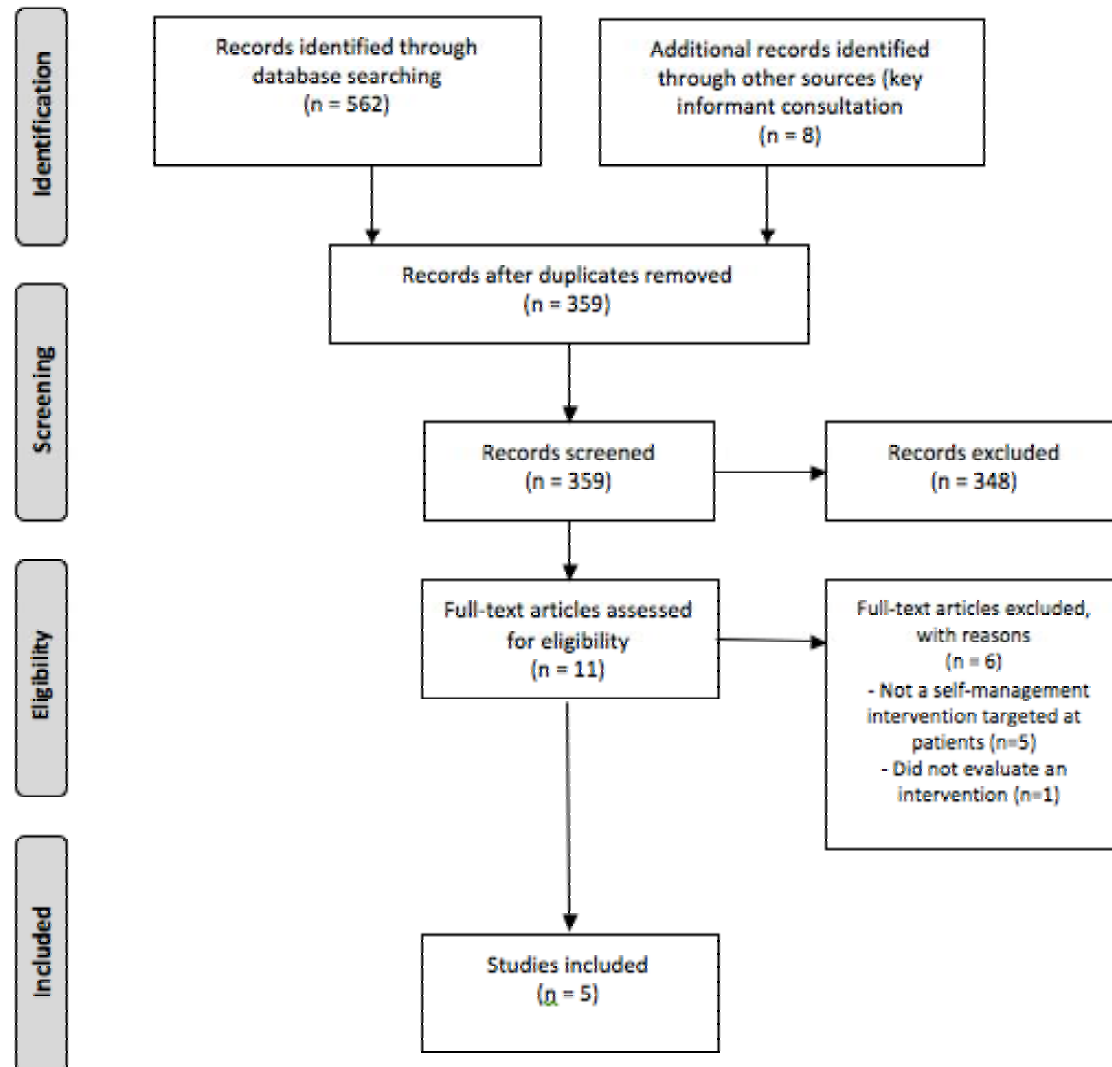 Identification
Records identified through
database searching
(n = 562)
Additional records identified
through other sources (key
informant consultation
(n = 8)
Records after duplicates removed
(n = 359)
Screening
Records screened
(n = 359)
Records excluded
(n = 348)
Eligibility
Full-text articles assessed
for eligibility
(n = 11)
Full-text articles excluded,
with reasons
(n = 6)
- Not a self-management
intervention targeted at
patients (n=5)
- Did not evaluate an
intervention (n=1)
Included
Studies included
(n = 5)